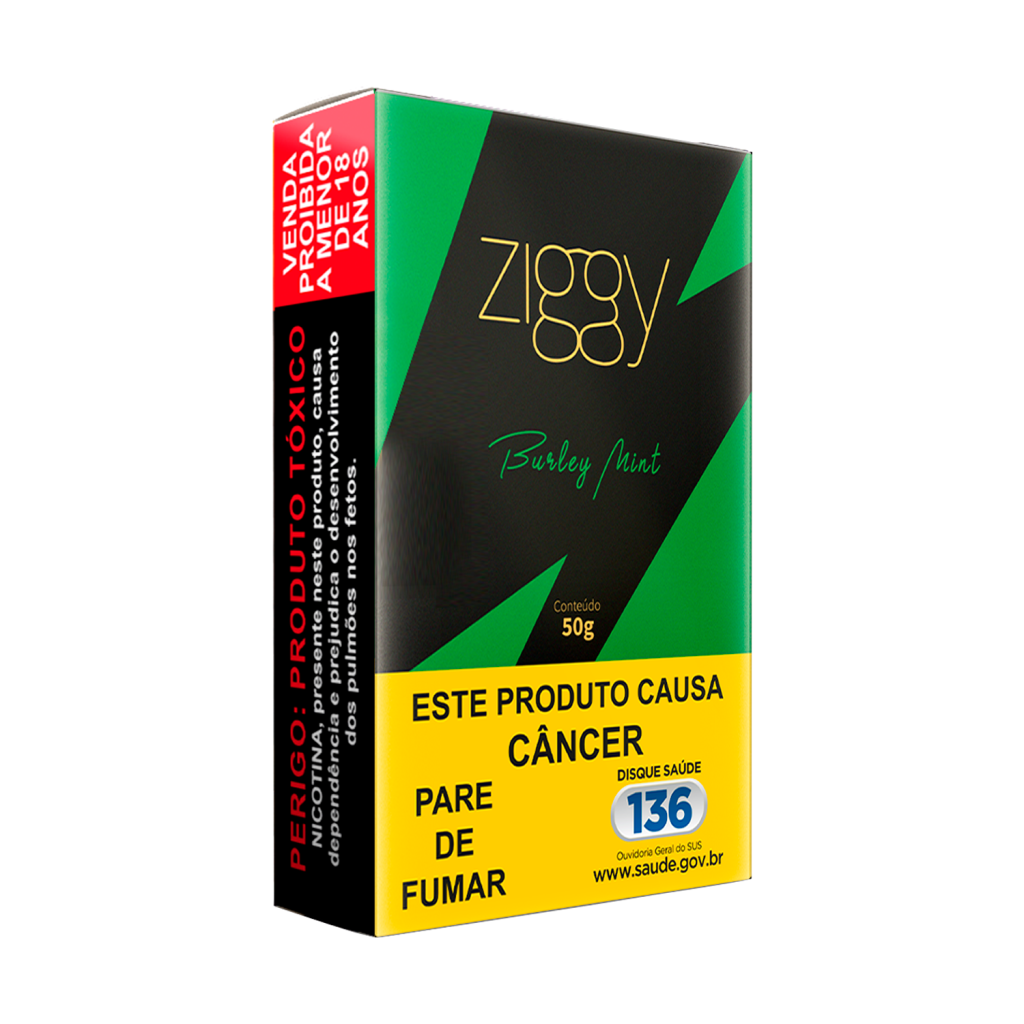 VENDA
PROIBIDA
A MENOR
DE 18
ANOS
PERIGO: PRODUTO TÓXICO
NICOTINA, presente neste produto, causa
dependência e prejudica o desenvolvimento
dos pulmões nos fetos.
ziggy
Burley Mint
Conteúdo
50g
ESTE PRODUTO CAUSA
CÂNCER
PARE
DE
FUMAR
DISQUE SAÚDE
136
Ouvidoria Geral do SUS
www.saude.gov.br